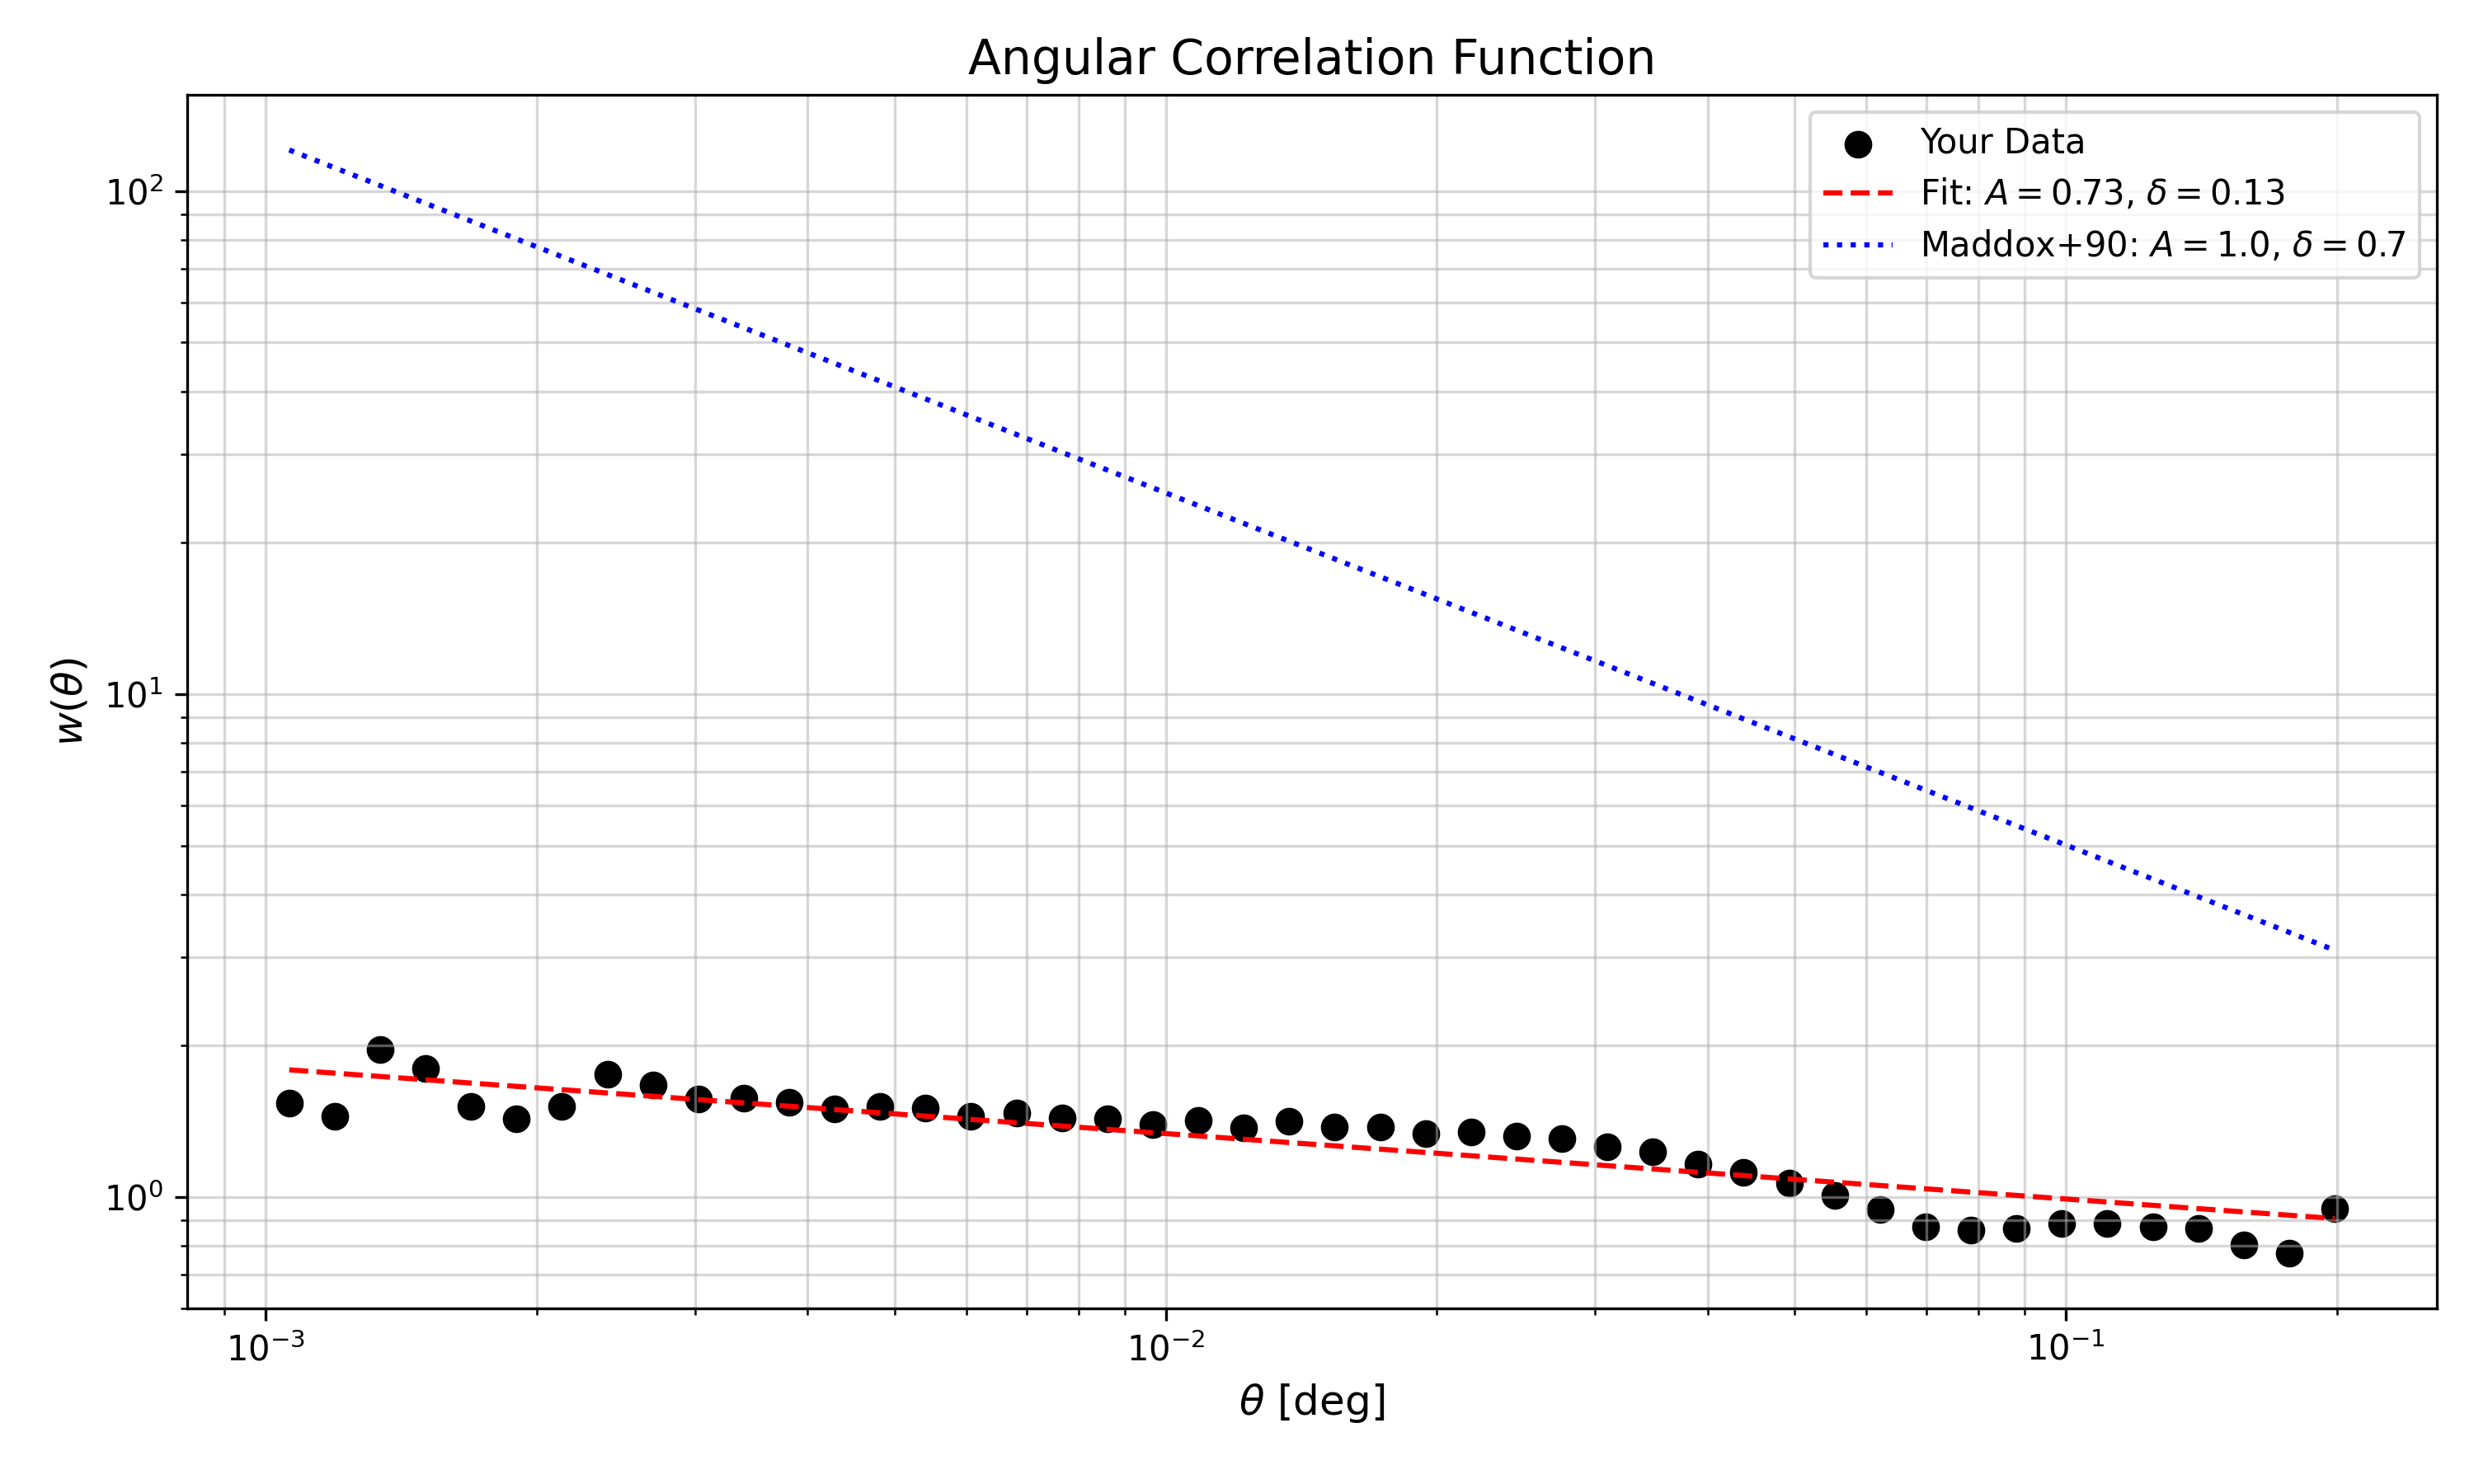 Angular Correlation Function
Your Data
Fit: A = 0.73, δ = 0.13
Maddox+90: A = 1.0, δ = 0.7
w(θ)
10²
10¹
10⁰
10⁻³
10⁻²
10⁻¹
θ [deg]